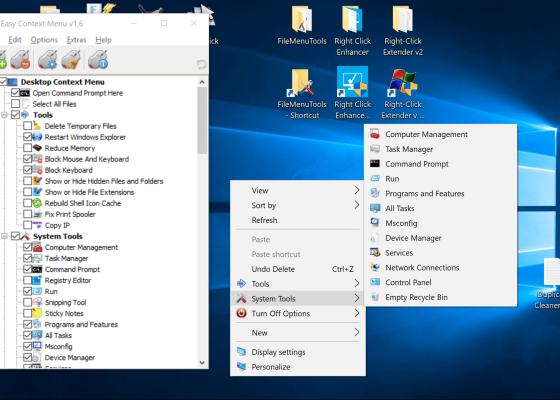 Easy Context Menu v1.6
Edit Options Extras Help
Desktop Context Menu
Open Command Prompt Here
Select All Files
Tools
Delete Temporary Files
Restart Windows Explorer
Reduce Memory
Block Mouse And Keyboard
Block Keyboard
Show or Hide Hidden Files and Folders
Show or Hide File Extensions
Rebuild Shell Icon Cache
Fix Print Spooler
Copy IP
System Tools
Computer Management
Task Manager
Command Prompt
Registry Editor
Run
Snipping Tool
Sticky Notes
Programs and Features
All Tasks
Msconfig
Device Manager
Services
ick
FileMenuTools
Right Click
Enhancer
Right-Click
Extender v2
FileMenuTools
- Shortcut
Right Click
Enhance...
Right-Click
Extender v ...
View
Sort by
Refresh
Paste
Paste shortcut
Undo Delete Ctrl+Z
Tools
System Tools
Turn Off Options
New
Display settings
Personalize
Computer Management
Task Manager
Command Prompt
Run
Programs and Features
All Tasks
Msconfig
Device Manager
Services
Network Connections
Control Panel
Empty Recycle Bin
Duplic
Cleaner